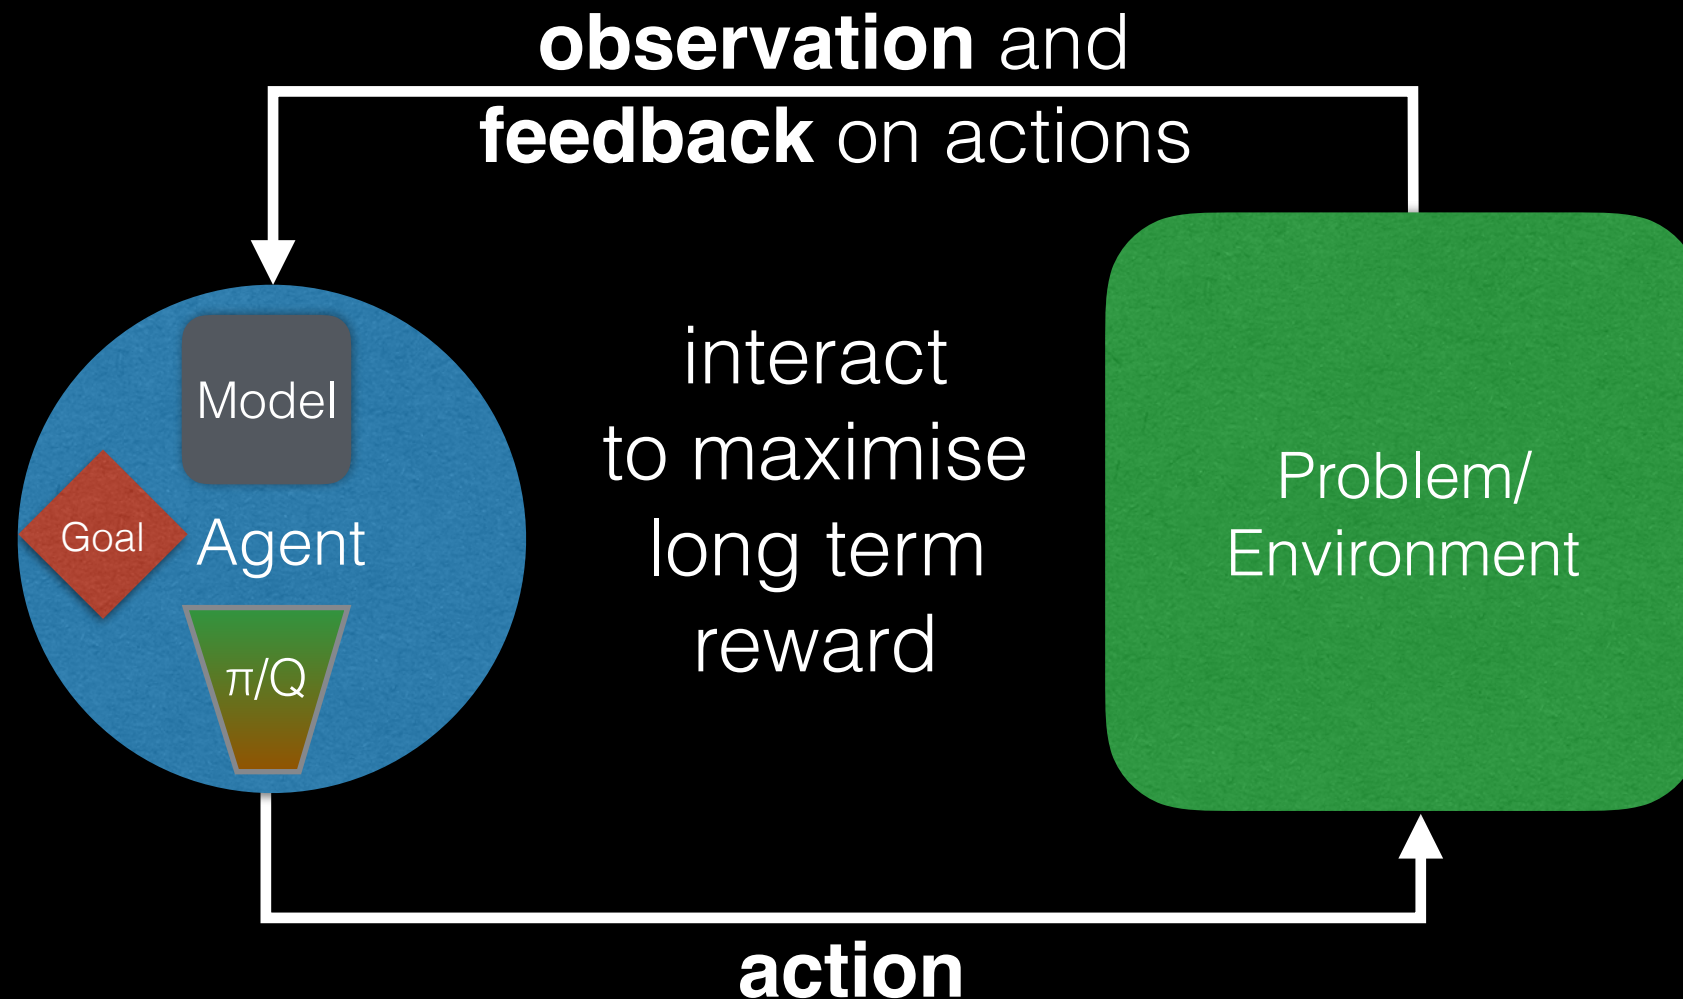 observation and
feedback on actions
Model
Goal
Agent
π/Q
interact
to maximise
long term
reward
Problem/
Environment
action